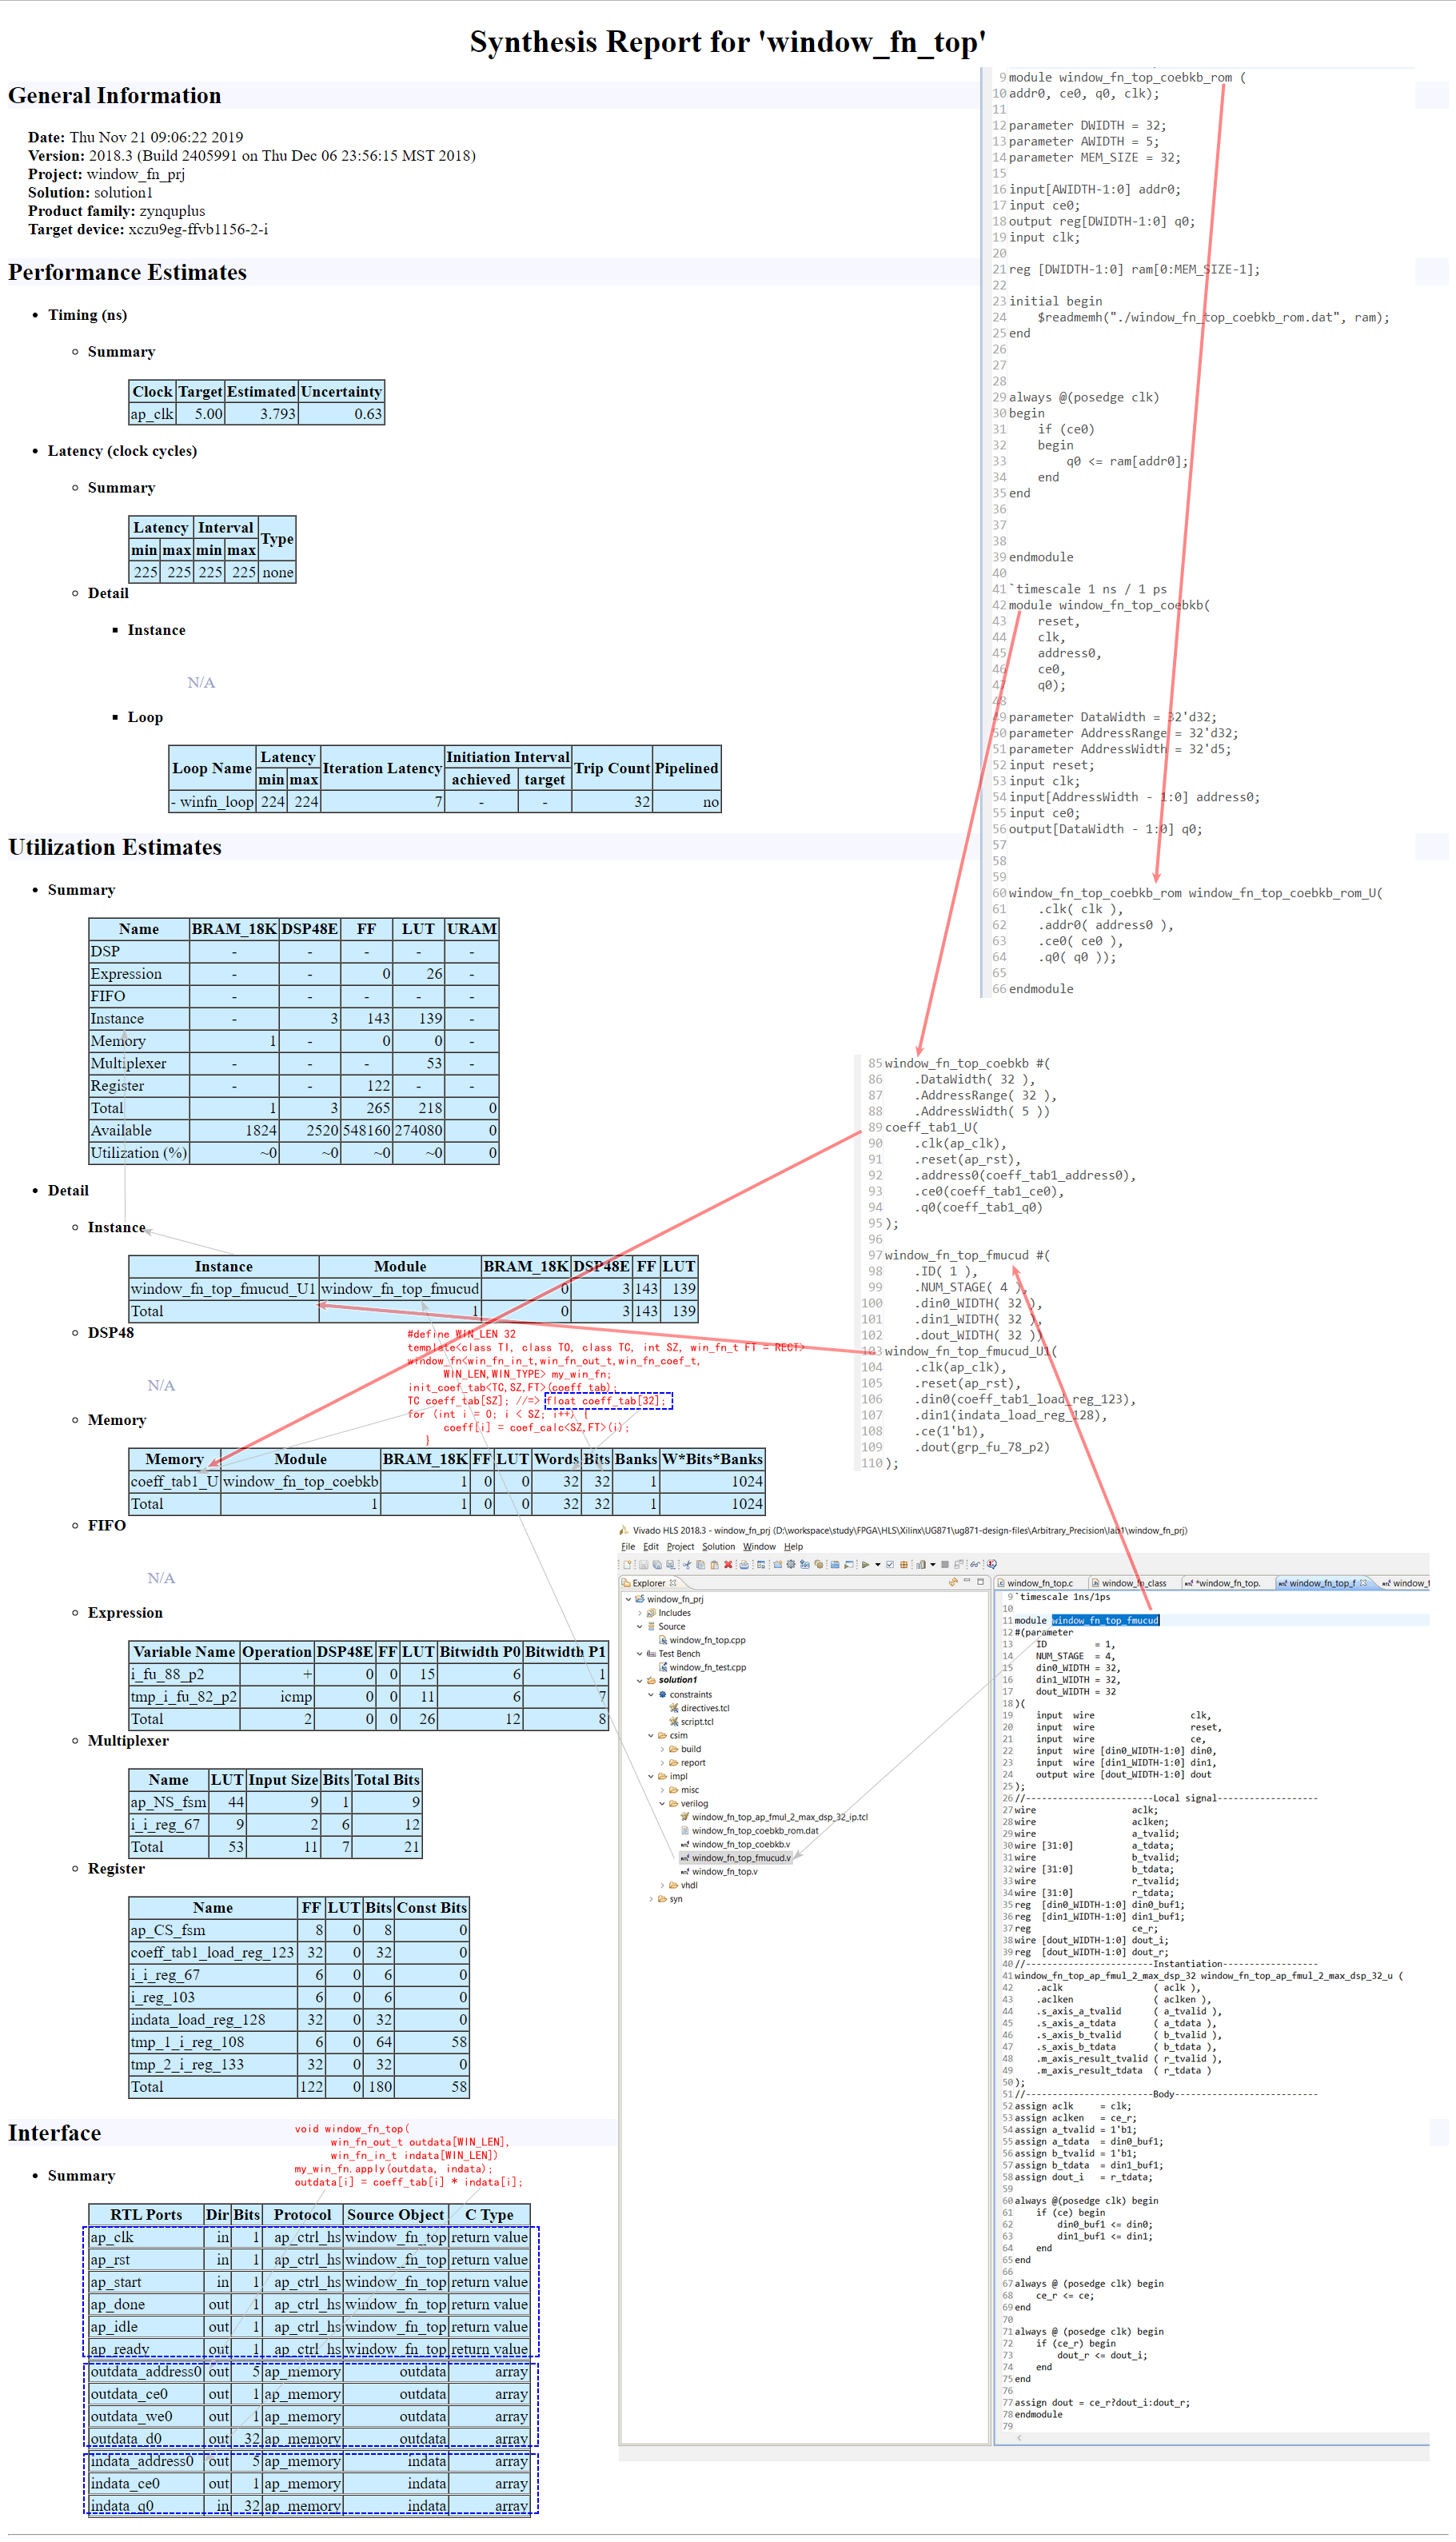 Synthesis Report for 'window_fn_top'
General Information
Date: Thu Nov 21 09:06:22 2019
Version: 2018.3 (Build 2405991 on Thu Dec 06 23:56:15 MST 2018)
Project: window_fn_prj
Solution: solution1
Product family: zynquplus
Target device: xczu9eg-ffvb1156-2-i
Performance Estimates
Timing (ns)
Summary
Clock Target Estimated Uncertainty
ap_clk 5.00 3.793 0.63
Latency (clock cycles)
Summary
Latency Interval Type
min max min max
225 225 225 225 none
Detail
Instance
N/A
Loop
Loop Name Latency Iteration Latency Initiation Interval Trip Count Pipelined
min max achieved target
- winfn_loop 224 224 7 - - 32 no
Utilization Estimates
Summary
Name BRAM_18K DSP48E FF LUT URAM
DSP - - - - -
Expression - - 0 26 -
FIFO - - - - -
Instance - 3 143 139 -
Memory 1 - 0 0 -
Multiplexer - - - 53 -
Register - - 122 - -
Total 1 3 265 218 0
Available 1824 2520 548160 274080 0
Utilization (%) ~0 ~0 ~0 ~0 0
Detail
Instance
Instance Module BRAM_18K DSP48E FF LUT
window_fn_top_fmucud_U1 window_fn_top_fmucud 0 3 143 139
Total 1 0 3 143 139
DSP48
N/A
#define WIN_LEN 32
template<class TI, class TO, class TC, int SZ, win_fn_t FT = RECT>
window_fn<win_fn_in_t,win_fn_out_t,win_fn_coef_t,
WIN_LEN,WIN_TYPE> my_win_fn;
init_coef_tab<TC,SZ,FT>(coeff_tab);
TC coeff_tab[SZ]; //=> float coeff_tab[32];
for (int i = 0; i < SZ; i++) {
coeff[i] = coef_calc<SZ,FT>(i);
}
Memory
Memory Module BRAM_18K FF LUT Words Bits Banks W*Bits*Banks
coeff_tab1_U window_fn_top_coebkb 1 0 0 32 32 1 1024
Total 1 1 0 0 32 32 1 1024
FIFO
N/A
Expression
Variable Name Operation DSP48E FF LUT Bitwidth P0 Bitwidth P1
i_fu_88_p2 + 0 0 15 6 1
tmp_i_fu_82_p2 icmp 0 0 11 6 7
Total 2 0 0 26 12 8
Multiplexer
Name LUT Input Size Bits Total Bits
ap_NS_fsm 44 9 1 9
i_i_reg_67 9 2 6 12
Total 53 11 7 21
Register
Name FF LUT Bits Const Bits
ap_CS_fsm 8 0 8 0
coeff_tab1_load_reg_123 32 0 32 0
i_i_reg_67 6 0 6 0
i_reg_103 6 0 6 0
indata_load_reg_128 32 0 32 0
tmp_1_i_reg_108 6 0 64 58
tmp_2_i_reg_133 32 0 32 0
Total 122 0 180 58
Interface
void window_fn_top(
win_fn_out_t outdata[WIN_LEN],
win_fn_in_t indata[WIN_LEN])
my_win_fn.apply(outdata, indata);
outdata[i] = coeff_tab[i] * indata[i];
Summary
RTL Ports Dir Bits Protocol Source Object C Type
ap_clk in 1 ap_ctrl_hs window_fn_top return value
ap_rst in 1 ap_ctrl_hs window_fn_top return value
ap_start in 1 ap_ctrl_hs window_fn_top return value
ap_done out 1 ap_ctrl_hs window_fn_top return value
ap_idle out 1 ap_ctrl_hs window_fn_top return value
ap_ready out 1 ap_ctrl_hs window_fn_top return value
outdata_address0 out 5 ap_memory outdata array
outdata_ce0 out 1 ap_memory outdata array
outdata_we0 out 1 ap_memory outdata array
outdata_d0 out 32 ap_memory outdata array
indata_address0 out 5 ap_memory indata array
indata_ce0 out 1 ap_memory indata array
indata_q0 in 32 ap_memory indata array
9 module window_fn_top_coebkb_rom (
10 addr0, ce0, q0, clk);
11
12 parameter DWIDTH = 32;
13 parameter AWIDTH = 5;
14 parameter MEM_SIZE = 32;
15
16 input[AWIDTH-1:0] addr0;
17 input ce0;
18 output reg[DWIDTH-1:0] q0;
19 input clk;
20
21 reg [DWIDTH-1:0] ram[0:MEM_SIZE-1];
22
23 initial begin
24 $readmemh("./window_fn_top_coebkb_rom.dat", ram);
25 end
26
27
28
29 always @(posedge clk)
30 begin
31 if (ce0)
32 begin
33 q0 <= ram[addr0];
34 end
35 end
36
37
38
39 endmodule
40
41 `timescale 1 ns / 1 ps
42 module window_fn_top_coebkb(
43 reset,
44 clk,
45 address0,
46 ce0,
47 q0);
48
49 parameter DataWidth = 32'd32;
50 parameter AddressRange = 32'd32;
51 parameter AddressWidth = 32'd5;
52 input reset;
53 input clk;
54 input[AddressWidth - 1:0] address0;
55 input ce0;
56 output[DataWidth - 1:0] q0;
57
58
59
60 window_fn_top_coebkb_rom window_fn_top_coebkb_rom_U(
61 .clk( clk ),
62 .addr0( address0 ),
63 .ce0( ce0 ),
64 .q0( q0 ));
65
66 endmodule
85 window_fn_top_coebkb #(
86 .DataWidth( 32 ),
87 .AddressRange( 32 ),
88 .AddressWidth( 5 ))
89 coeff_tab1_U(
90 .clk(ap_clk),
91 .reset(ap_rst),
92 .address0(coeff_tab1_address0),
93 .ce0(coeff_tab1_ce0),
94 .q0(coeff_tab1_q0)
95 );
96
97 window_fn_top_fmucud #(
98 .ID( 1 ),
99 .NUM_STAGE( 4 ),
100 .din0_WIDTH( 32 ),
101 .din1_WIDTH( 32 ),
102 .dout_WIDTH( 32 ))
103 window_fn_top_fmucud_U1(
104 .clk(ap_clk),
105 .reset(ap_rst),
106 .din0(coeff_tab1_load_reg_123),
107 .din1(indata_load_reg_128),
108 .ce(1'b1),
109 .dout(grp_fu_78_p2)
110 );
Vivado HLS 2018.3 - window_fn_prj (D:\workspace\study\FPGA\HLS\Xilinx\UG871\ug871-design-files\Arbitrary_Precision\lab1\window_fn_prj)
File Edit Project Solution Window Help
Explorer
window_fn_prj
Includes
Source
window_fn_top.cpp
Test Bench
window_fn_test.cpp
solution1
constraints
directives.tcl
script.tcl
csim
build
report
impl
misc
verilog
window_fn_top_ap_fmul_2_max_dsp_32_ip.tcl
window_fn_top_coebkb_rom.dat
window_fn_top_coebkb.v
window_fn_top_fmucud.v
window_fn_top.v
vhdl
syn
window_fn_top.c window_fn_class *window_fn_top. window_fn_top_f window_f
9 `timescale 1ns/1ps
10
11 module window_fn_top_fmucud
12 #(parameter
13 ID = 1,
14 NUM_STAGE = 4,
15 din0_WIDTH = 32,
16 din1_WIDTH = 32,
17 dout_WIDTH = 32
18 )(
19 input wire clk,
20 input wire reset,
21 input wire ce,
22 input wire [din0_WIDTH-1:0] din0,
23 input wire [din1_WIDTH-1:0] din1,
24 output wire [dout_WIDTH-1:0] dout
25 );
26 //------------------------Local signal-------------------
27 wire aclk;
28 wire aclken;
29 wire a_tvalid;
30 wire [31:0] a_tdata;
31 wire b_tvalid;
32 wire [31:0] b_tdata;
33 wire r_tvalid;
34 wire [31:0] r_tdata;
35 reg [din0_WIDTH-1:0] din0_buf1;
36 reg [din1_WIDTH-1:0] din1_buf1;
37 reg ce_r;
38 wire [dout_WIDTH-1:0] dout_i;
39 reg [dout_WIDTH-1:0] dout_r;
40 //------------------------Instantiation------------------
41 window_fn_top_ap_fmul_2_max_dsp_32 window_fn_top_ap_fmul_2_max_dsp_32_u (
42 .aclk ( aclk ),
43 .aclken ( aclken ),
44 .s_axis_a_tvalid ( a_tvalid ),
45 .s_axis_a_tdata ( a_tdata ),
46 .s_axis_b_tvalid ( b_tvalid ),
47 .s_axis_b_tdata ( b_tdata ),
48 .m_axis_result_tvalid ( r_tvalid ),
49 .m_axis_result_tdata ( r_tdata )
50 );
51 //------------------------Body---------------------------
52 assign aclk = clk;
53 assign aclken = ce_r;
54 assign a_tvalid = 1'b1;
55 assign a_tdata = din0_buf1;
56 assign b_tvalid = 1'b1;
57 assign b_tdata = din1_buf1;
58 assign dout_i = r_tdata;
59
60 always @(posedge clk) begin
61 if (ce) begin
62 din0_buf1 <= din0;
63 din1_buf1 <= din1;
64 end
65 end
66
67 always @ (posedge clk) begin
68 ce_r <= ce;
69 end
70
71 always @ (posedge clk) begin
72 if (ce_r) begin
73 dout_r <= dout_i;
74 end
75 end
76
77 assign dout = ce_r?dout_i:dout_r;
78 endmodule
79